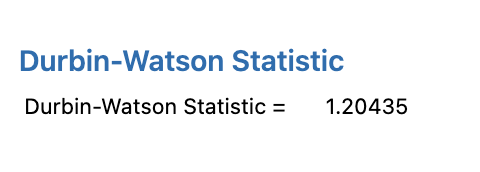 Durbin-Watson Statistic
Durbin-Watson Statistic = 1.20435